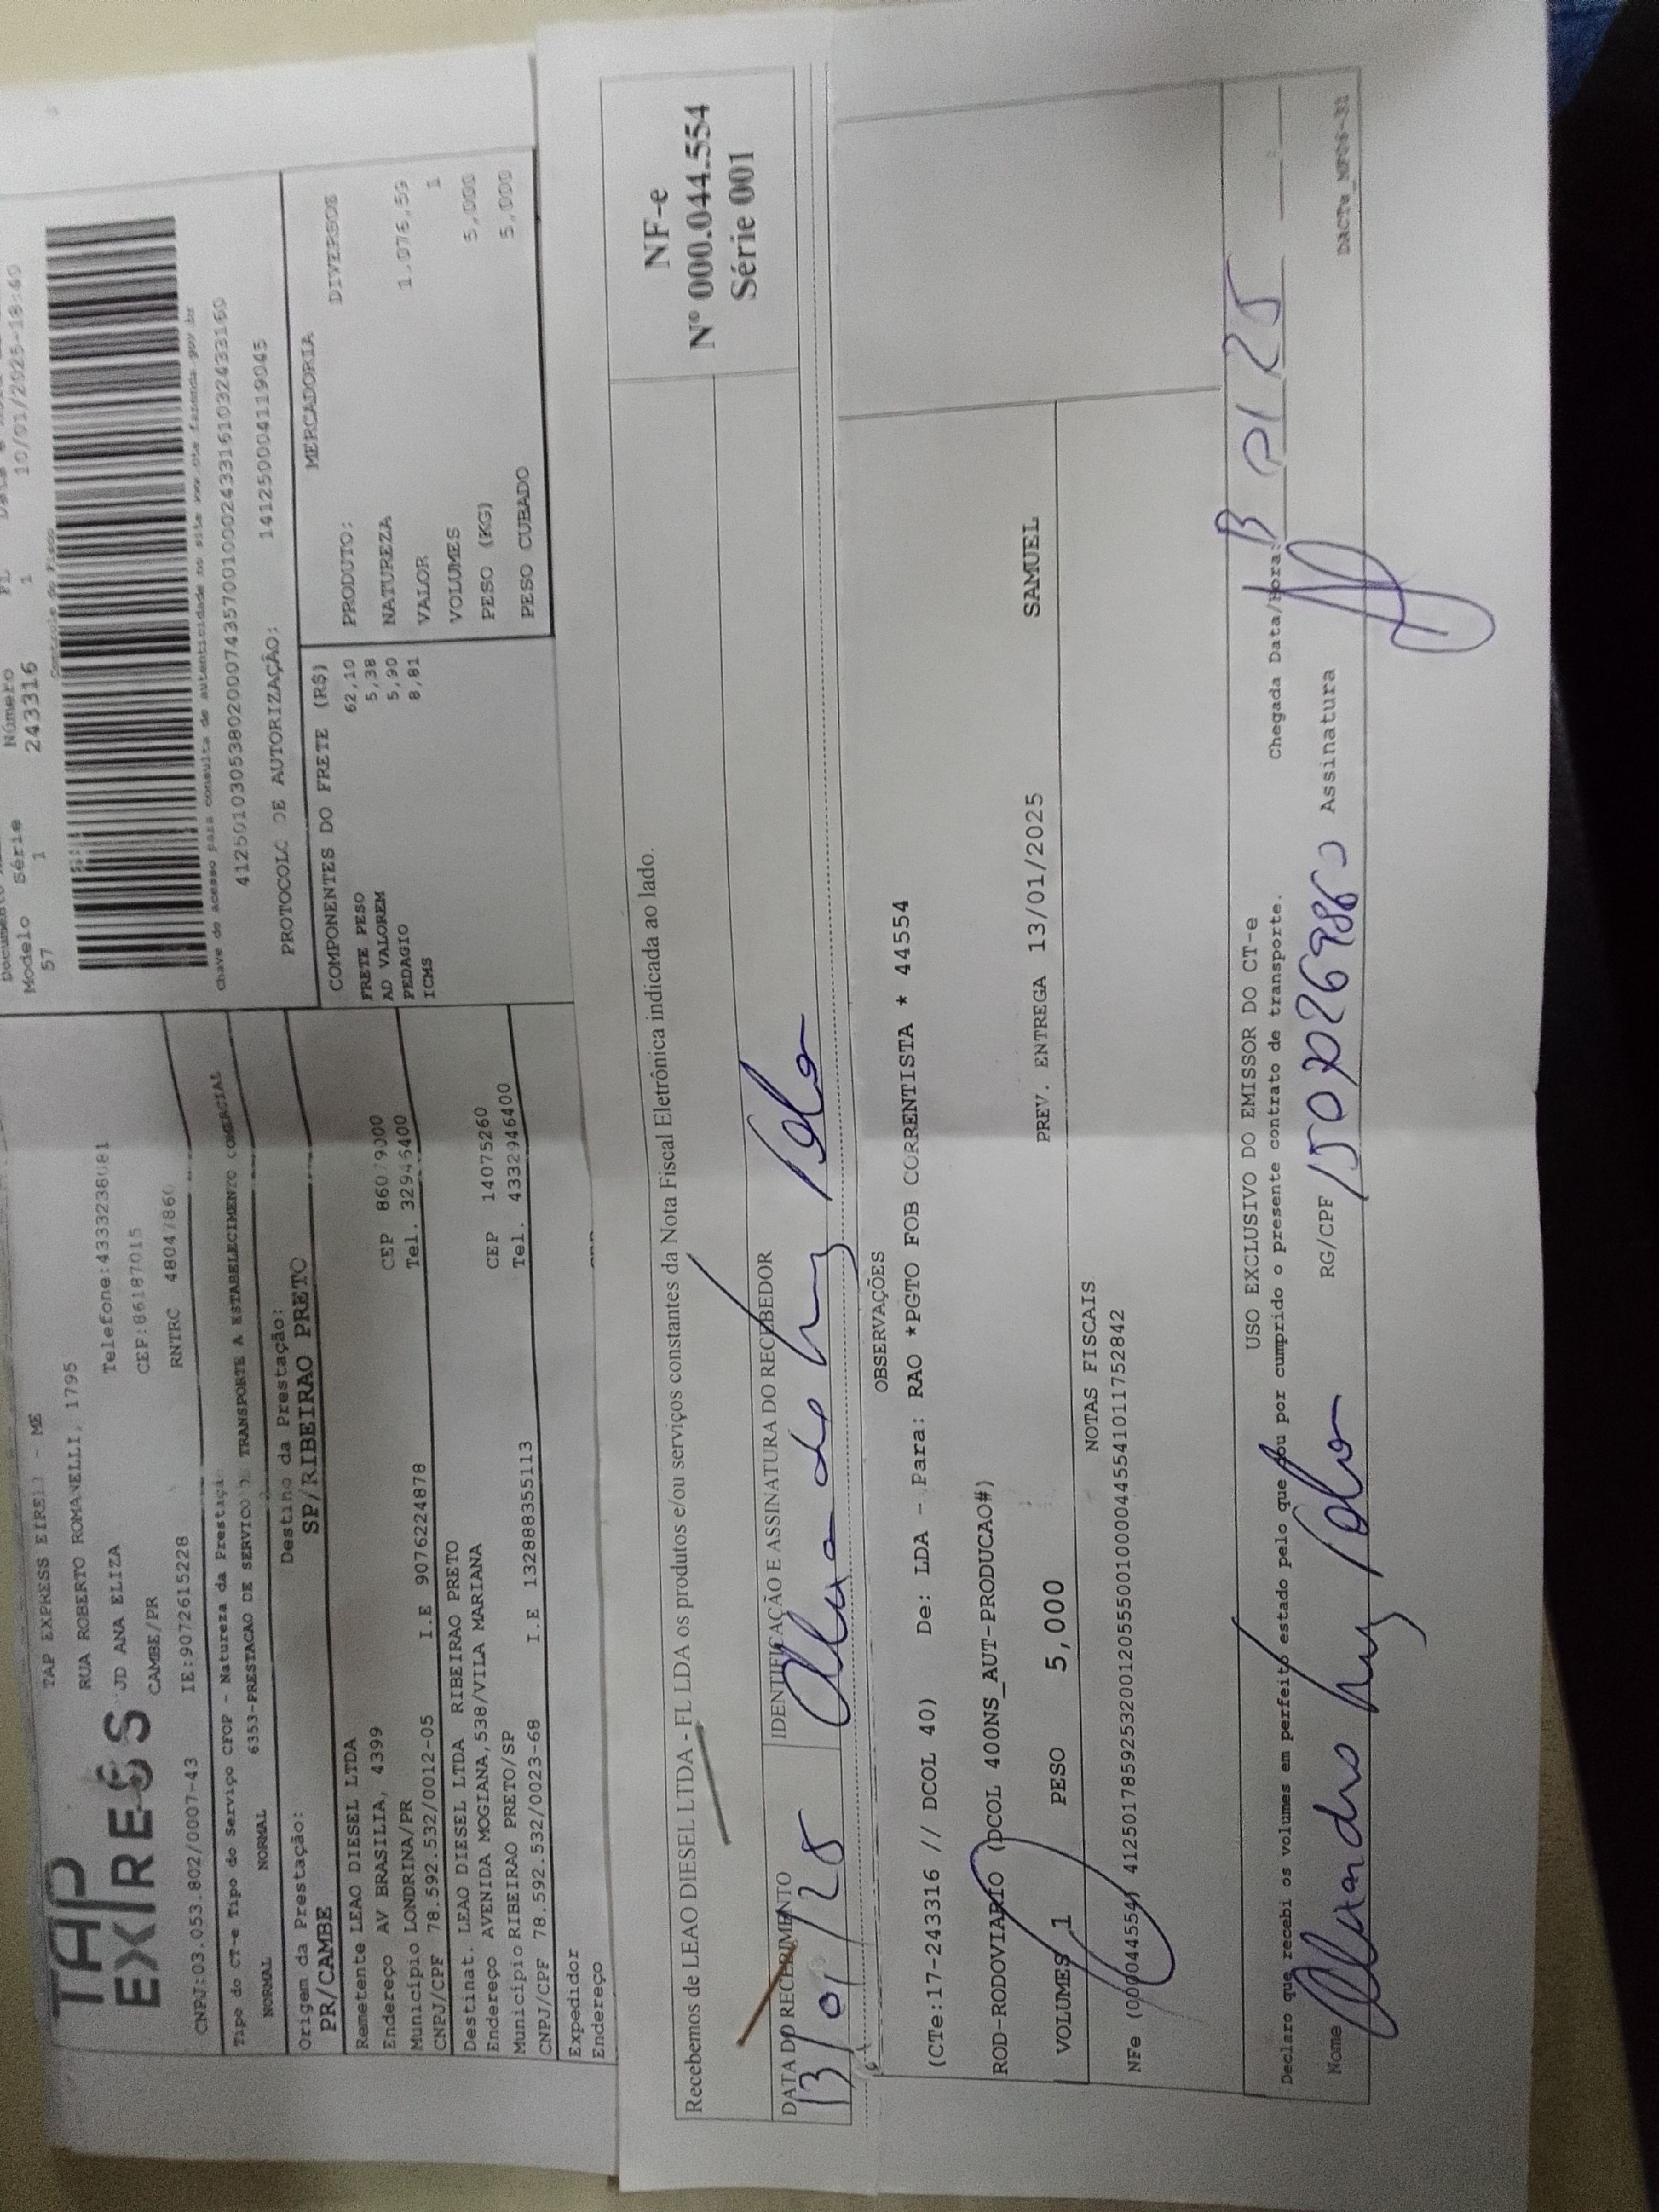 TAP
EXPRESS
TAP EXPRESS EIRELI - ME
RUA ROBERTO ROMANELLI, 1795
JD ANA ELIZA Telefone:4333238081
CAMBE/PR CEP:86187015
CNPJ:03.053.802/0007-43 IE:9072615228 RNTRC
Tipo do CT-e Tipo do Serviço CFOP - Natureza da Prestação
NORMAL NORMAL 6353-PRESTACAO DE SERVICO DE TRANSPORTE A ESTABELECIMENTO COMERCIAL
Origem da Prestação: Destino da Prestação:
PR/CAMBE SP/RIBEIRAO PRETO
Remetente LEAO DIESEL LTDA
Endereço AV BRASILIA, 4399 CEP 86079000
Município LONDRINA/PR Tel. 32946400
CNPJ/CPF 78.592.532/0012-05 I.E 9076224878
Destinat. LEAO DIESEL LTDA RIBEIRAO PRETO
Endereço AVENIDA MOGIANA,538/VILA MARIANA CEP 14075260
Município RIBEIRAO PRETO/SP Tel. 4332946400
CNPJ/CPF 78.592.532/0023-68 I.E 132888355113
Expedidor
Endereço
Modelo Série Número
57 1 243316 1 10/01/2025-18:49
Controle do Fisco
Chave de acesso para consulta de autenticidade no site www.cte.fazenda.gov.br
PROTOCOLO DE AUTORIZAÇÃO: 141250004119045
COMPONENTES DO FRETE (R$)
FRETE PESO 62,10
AD VALOREM 5,38
PEDAGIO 5,90
ICMS 8,81
MERCADORIA
PRODUTO: DIVERSOS
NATUREZA
VALOR 1.076,59
VOLUMES 1
PESO (KG) 5,000
PESO CUBADO 5,000
Recebemos de LEAO DIESEL LTDA - FL LDA os produtos e/ou serviços constantes da Nota Fiscal Eletrônica indicada ao lado.
NF-e
Nº 000.044.554
Série 001
DATA DO RECEBIMENTO IDENTIFICAÇÃO E ASSINATURA DO RECEBEDOR
13/01/25
OBSERVAÇÕES
(CTe:17-243316 // DCOL 40) De: LDA - Para: RAO *PGTO FOB CORRENTISTA * 44554
ROD-RODOVIARIO (DCOL 400NS_AUT-PRODUCAO#)
PREV. ENTREGA 13/01/2025 SAMUEL
VOLUMES 1 PESO 5,000
NOTAS FISCAIS
NFe (000044554) 41250178592532001205550010000445541011752842
USO EXCLUSIVO DO EMISSOR DO CT-e
Declaro que recebi os volumes em perfeito estado pelo que dou por cumprido o presente contrato de transporte. Chegada Data/Hora: 13 01 25
Nome RG/CPF Assinatura